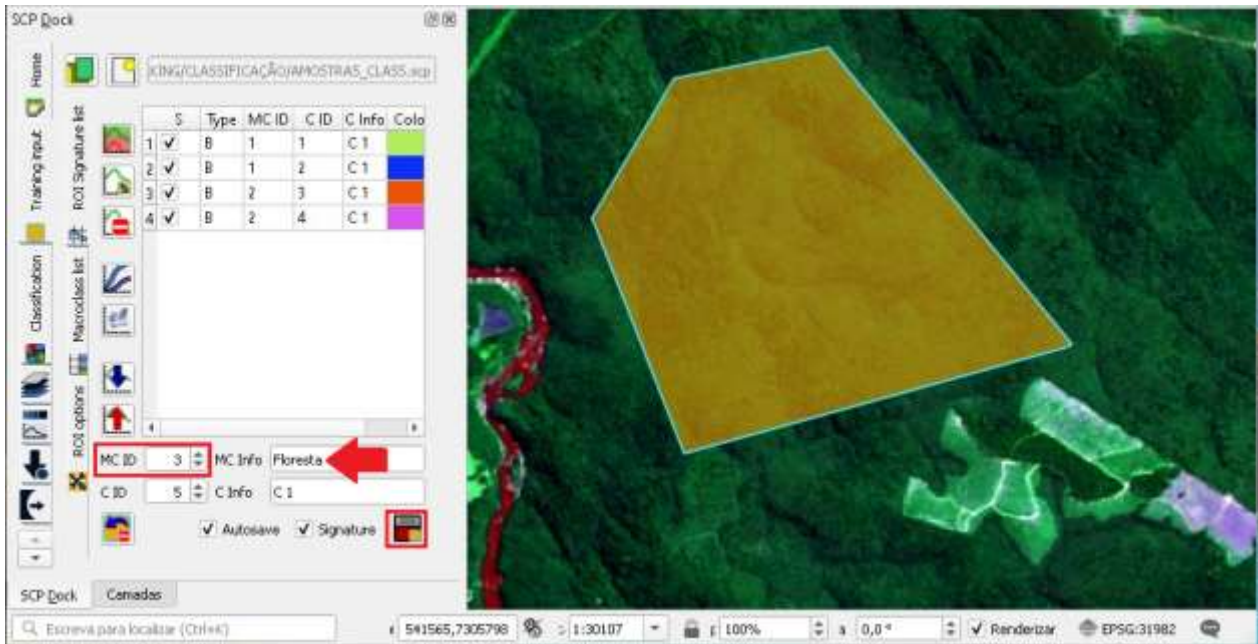 SCP Dock
Home
Training input
Classification
ROI Signature list
Macroclass list
ROI options
KING/CLASSIFICAÇÃO/AMOSTRAS_CLASS.scp
S Type MC ID C ID C Info Colo
1 B 1 1 C 1
2 B 1 2 C 1
3 B 2 3 C 1
4 B 2 4 C 1
MC ID 3 MC Info Floresta
C ID 5 C Info C 1
Autosave Signature
SCP Dock Camadas
Escreva para localizar (Ctrl+K) 541565,7305798 1:30107 100% 0,0° Renderizar EPSG:31982